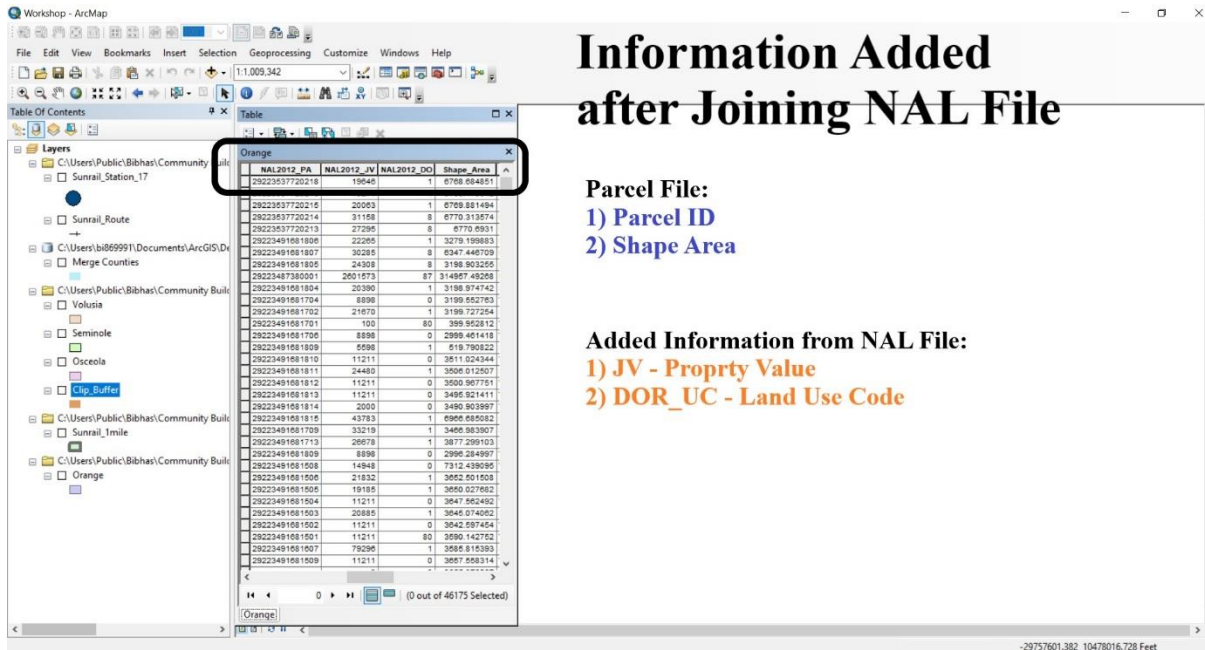 Workshop - ArcMap
File Edit View Bookmarks Insert Selection Geoprocessing Customize Windows Help
1:1,009,342
Table Of Contents
Layers
C:\Users\Public\Bibhas\Community Build
Sunrail_Station_17
Sunrail_Route
C:\Users\bi869991\Documents\ArcGIS\De
Merge Counties
C:\Users\Public\Bibhas\Community Build
Volusia
Seminole
Osceola
Clip_Buffer
C:\Users\Public\Bibhas\Community Build
Sunrail_1mile
C:\Users\Public\Bibhas\Community Build
Orange
Table
Orange
NAL2012_PA NAL2012_JV NAL2012_DO Shape_Area
29223537720218 19646 1 6768.684851
29223537720215 20063 1 6769.881494
29223537720214 31158 8 6770.313574
29223537720213 27295 8 6770.6931
29223491681806 22265 1 3279.199883
29223491681807 30285 8 6347.446709
29223491681805 24308 8 3198.903255
29223487380001 2601573 87 314967.49268
29223491681804 20390 1 3198.974742
29223491681704 8898 0 3199.552763
29223491681702 21670 1 3199.727254
29223491681701 100 80 399.952812
29223491681706 8898 0 2999.461418
29223491681809 5698 1 519.790822
29223491681810 11211 0 3511.024344
29223491681811 24480 1 3506.012507
29223491681812 11211 0 3500.967751
29223491681813 11211 0 3495.921411
29223491681814 2000 0 3490.903997
29223491681815 43783 1 6966.685082
29223491681709 33219 1 3466.983907
29223491681713 26678 1 3877.299103
29223491681809 8898 0 2996.284997
29223491681508 14948 0 7312.439095
29223491681506 21832 1 3652.501508
29223491681505 19185 1 3650.027682
29223491681504 11211 0 3647.562492
29223491681503 20885 1 3645.074062
29223491681502 11211 0 3642.597454
29223491681501 11211 80 3590.142752
29223491681607 79296 1 3585.815393
29223491681509 11211 0 3657.558314
0
(0 out of 46175 Selected)
Orange
Information Added
after Joining NAL File
Parcel File:
1) Parcel ID
2) Shape Area
Added Information from NAL File:
1) JV - Proprty Value
2) DOR_UC - Land Use Code
-29757601.382 10478016.728 Feet